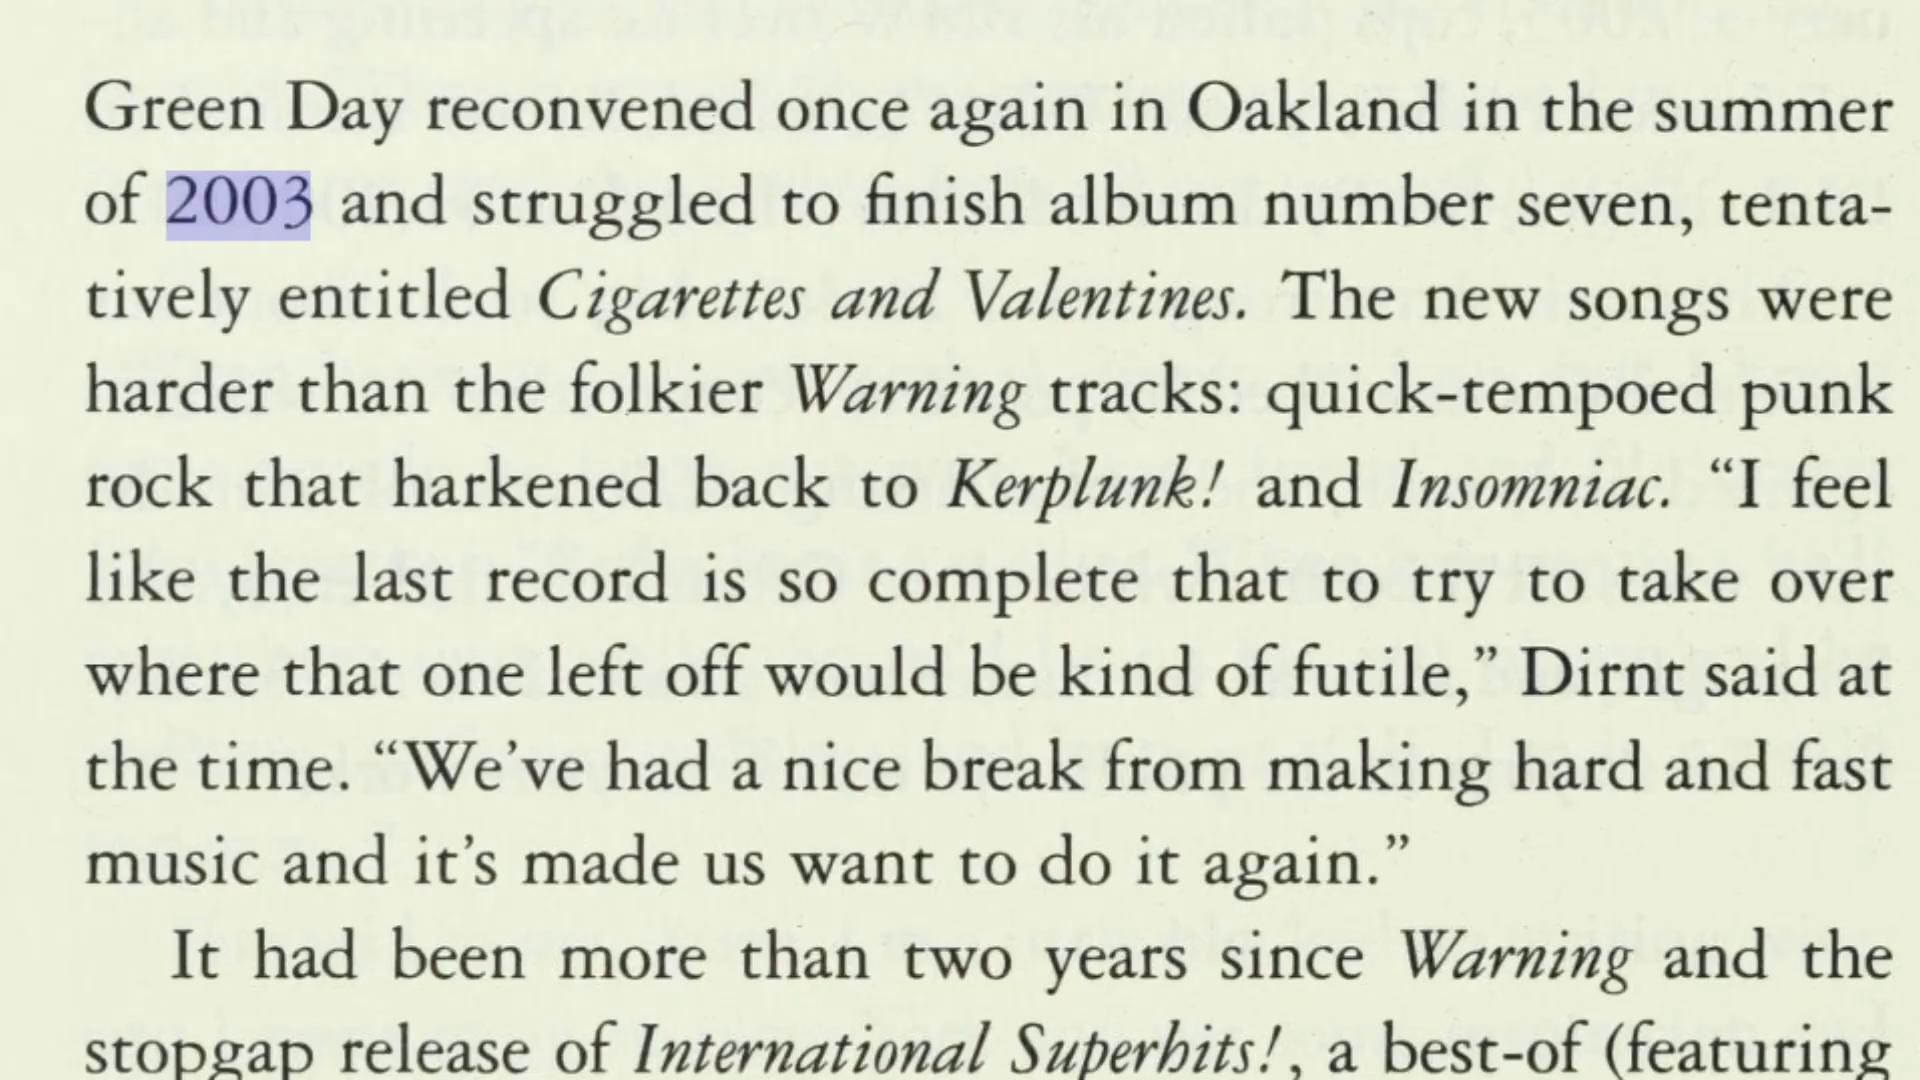 Green Day reconvened once again in Oakland in the summer
of 2003 and struggled to finish album number seven, tenta-
tively entitled Cigarettes and Valentines. The new songs were
harder than the folkier Warning tracks: quick-tempoed punk
rock that harkened back to Kerplunk! and Insomniac. “I feel
like the last record is so complete that to try to take over
where that one left off would be kind of futile,” Dirnt said at
the time. “We’ve had a nice break from making hard and fast
music and it’s made us want to do it again.”
It had been more than two years since Warning and the
stopgap release of International Superhits!, a best-of (featuring